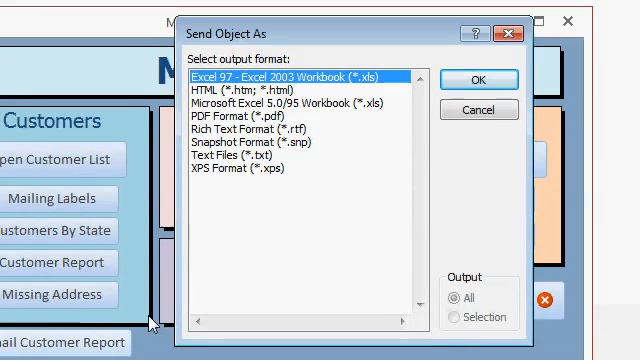 M
Send Object As
?
Select output format:
Excel 97 - Excel 2003 Workbook (*.xls)
HTML (*.htm; *.html)
Microsoft Excel 5.0/95 Workbook (*.xls)
PDF Format (*.pdf)
Rich Text Format (*.rtf)
Snapshot Format (*.snp)
Text Files (*.txt)
XPS Format (*.xps)
OK
Cancel
Output
All
Selection
M
Customers
pen Customer List
Mailing Labels
ustomers By State
Customer Report
Missing Address
mail Customer Report